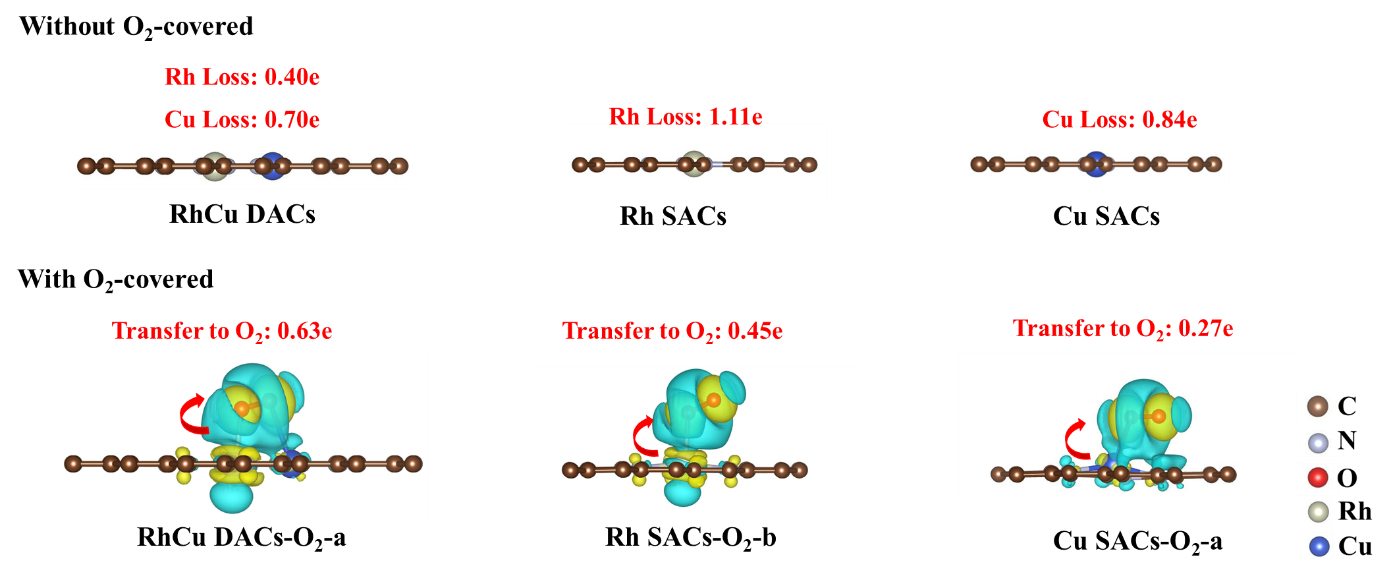 Without O₂-covered
Rh Loss: 0.40e
Cu Loss: 0.70e
Rh Loss: 1.11e
Cu Loss: 0.84e
RhCu DACs
Rh SACs
Cu SACs
With O₂-covered
Transfer to O₂: 0.63e
Transfer to O₂: 0.45e
Transfer to O₂: 0.27e
RhCu DACs-O₂-a
Rh SACs-O₂-b
Cu SACs-O₂-a
C
N
O
Rh
Cu